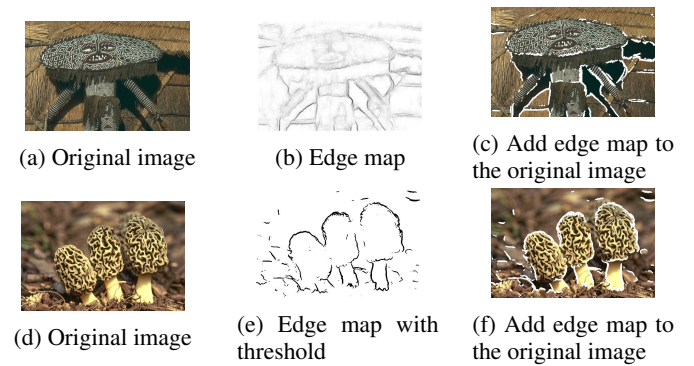 (a) Original image
(b) Edge map
(c) Add edge map to
the original image
(d) Original image
(e) Edge map with
threshold
(f) Add edge map to
the original image